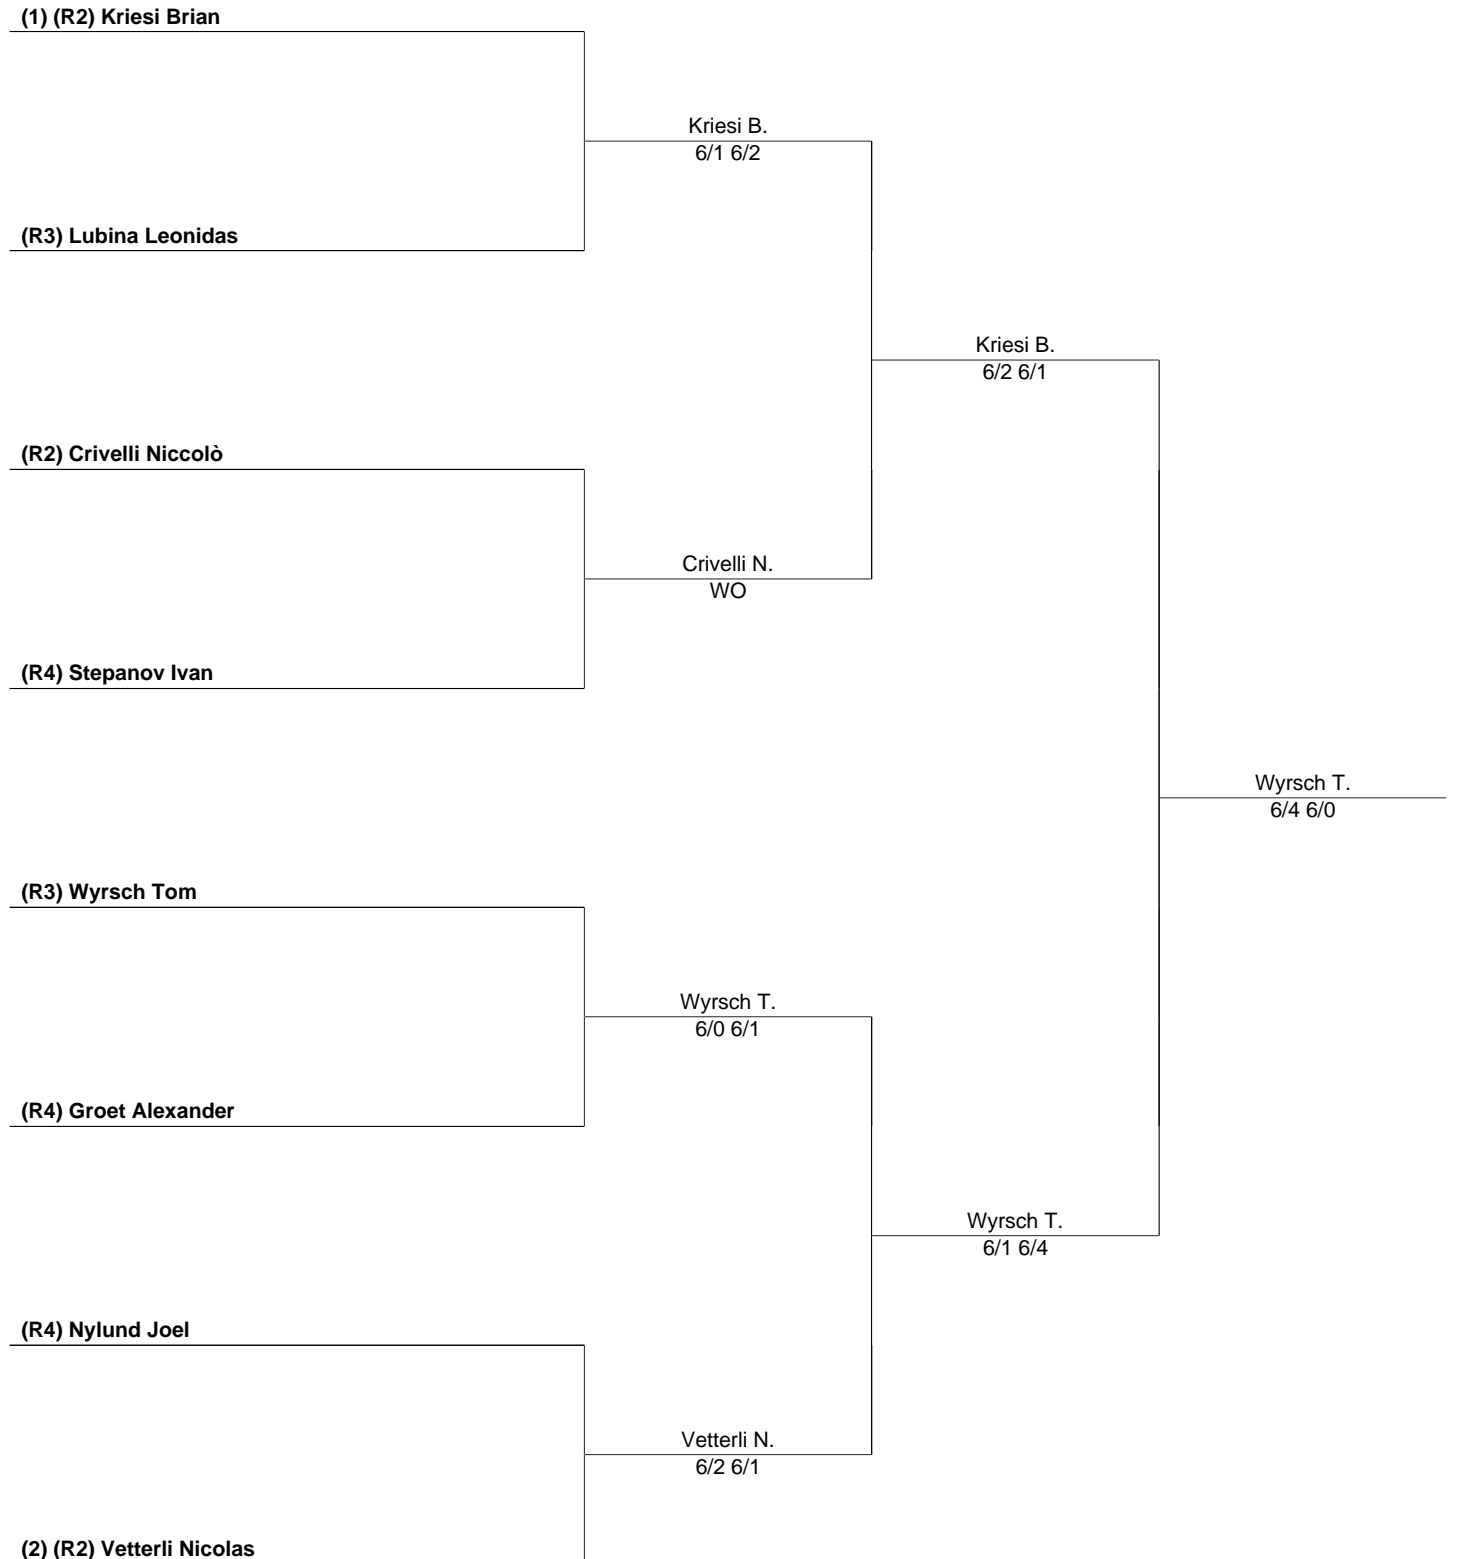 (1) (R2) Kriesi Brian
Kriesi B.
6/1 6/2
(R3) Lubina Leonidas
Kriesi B.
6/2 6/1
(R2) Crivelli Niccolò
Crivelli N.
WO
(R4) Stepanov Ivan
Wyrsch T.
6/4 6/0
(R3) Wyrsch Tom
Wyrsch T.
6/0 6/1
(R4) Groet Alexander
Wyrsch T.
6/1 6/4
(R4) Nylund Joel
Vetterli N.
6/2 6/1
(2) (R2) Vetterli Nicolas